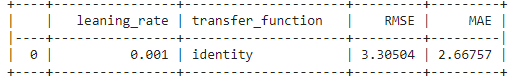 +----+----------------+---------------------+---------+---------+
|    |   leaning_rate | transfer_function   |    RMSE |     MAE |
|----+----------------+---------------------+---------+---------|
|  0 |          0.001 | identity            | 3.30504 | 2.66757 |
+----+----------------+---------------------+---------+---------+